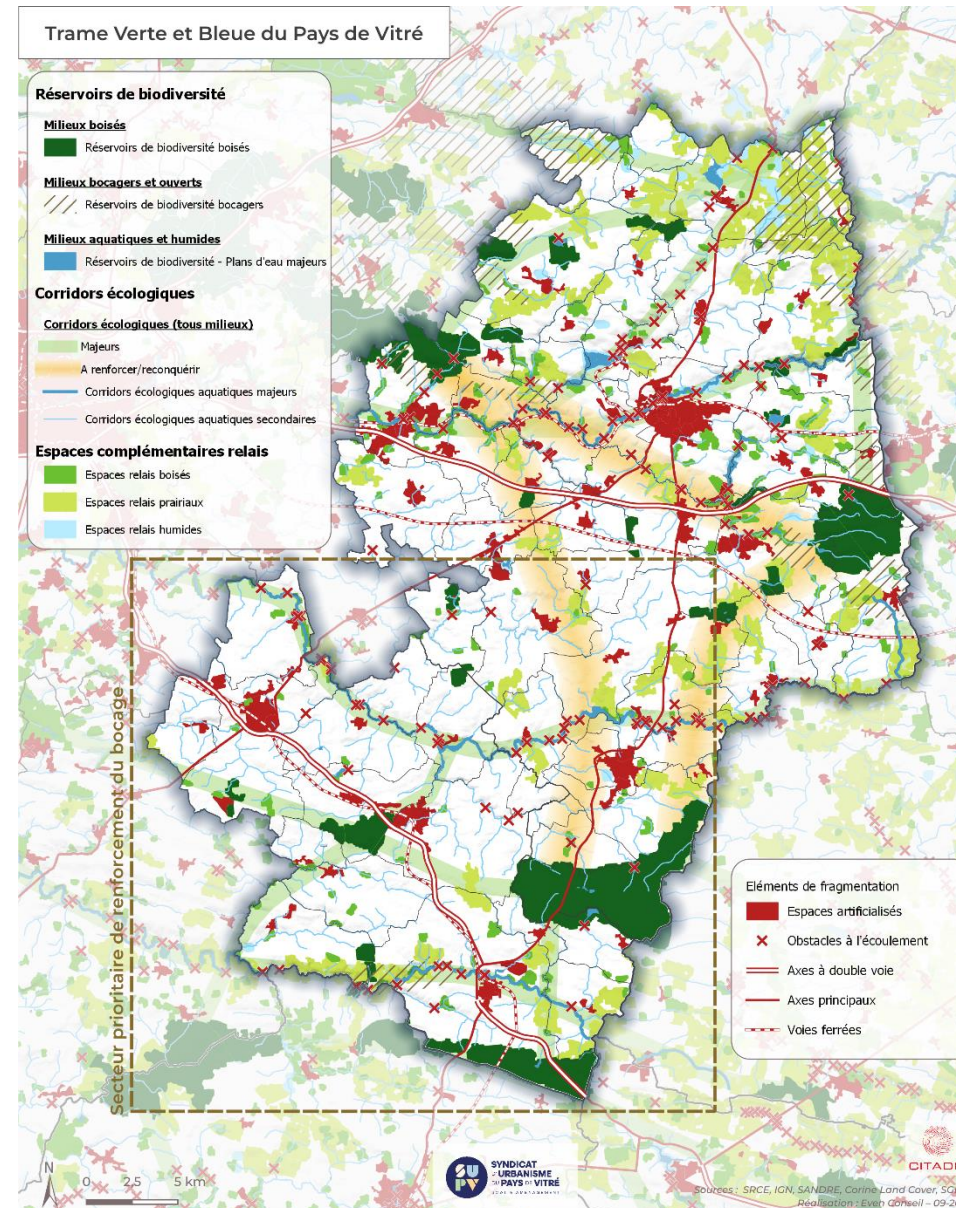 Trame Verte et Bleue du Pays de Vitré
Réservoirs de biodiversité
Milieux boisés
Réservoirs de biodiversité boisés
Milieux bocagers et ouverts
Réservoirs de biodiversité bocagers
Milieux aquatiques et humides
Réservoirs de biodiversité - Plans d'eau majeurs
Corridors écologiques
Corridors écologiques (tous milieux)
Majeurs
A renforcer/reconquérir
Corridors écologiques aquatiques majeurs
Corridors écologiques aquatiques secondaires
Espaces complémentaires relais
Espaces relais boisés
Espaces relais prairiaux
Espaces relais humides
Secteur prioritaire de renforcement du bocage
Eléments de fragmentation
Espaces artificialisés
Obstacles à l'écoulement
Axes à double voie
Axes principaux
Voies ferrées
N
0 2,5 5 km
SUPV
SYNDICAT
D'URBANISME
DU PAYS DE VITRÉ
CITADI
Sources : SRCE, IGN, SANDRE, Corine Land Cover,
Réalisation : Even Conseil – 09-20